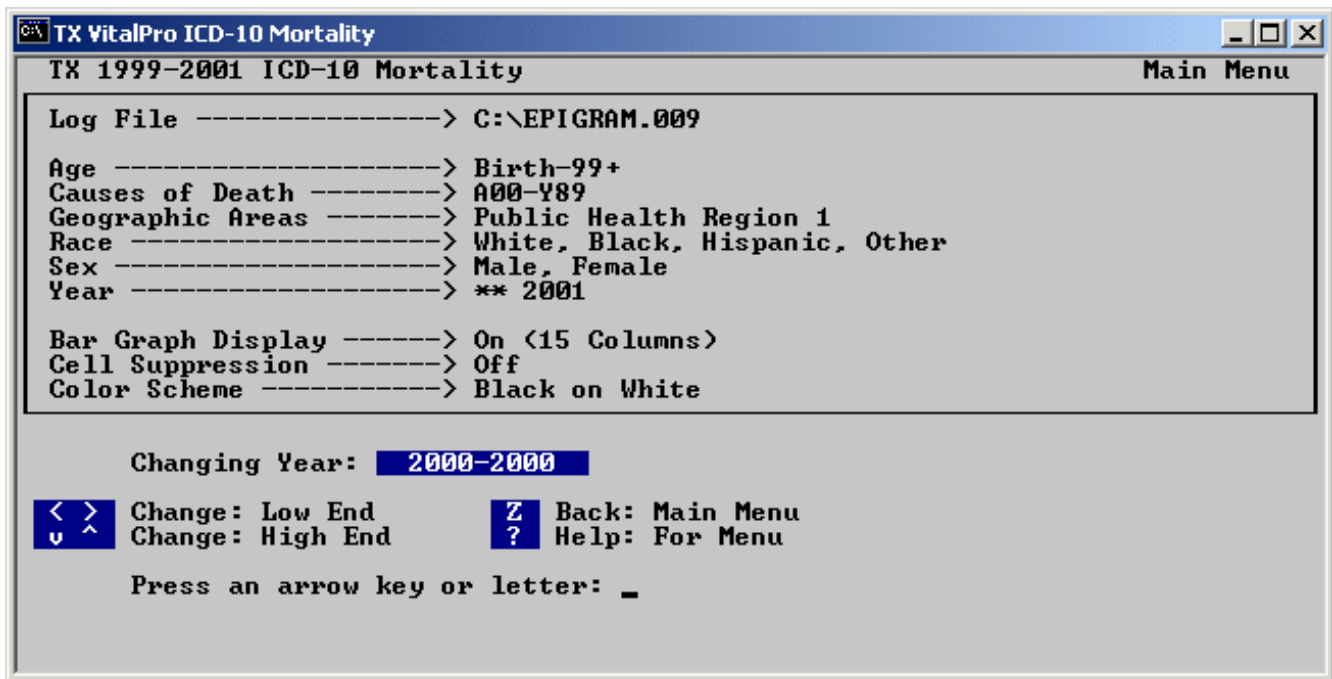 TX VitalPro ICD-10 Mortality
TX 1999-2001 ICD-10 Mortality Main Menu
Log File ---------------> C:\EPIGRAM.009
Age --------------------> Birth-99+
Causes of Death --------> A00-Y89
Geographic Areas -------> Public Health Region 1
Race -------------------> White, Black, Hispanic, Other
Sex --------------------> Male, Female
Year -------------------> ** 2001
Bar Graph Display ------> On (15 Columns)
Cell Suppression -------> Off
Color Scheme -----------> Black on White
Changing Year: 2000-2000
< > Change: Low End Z Back: Main Menu
v ^ Change: High End ? Help: For Menu
Press an arrow key or letter: _